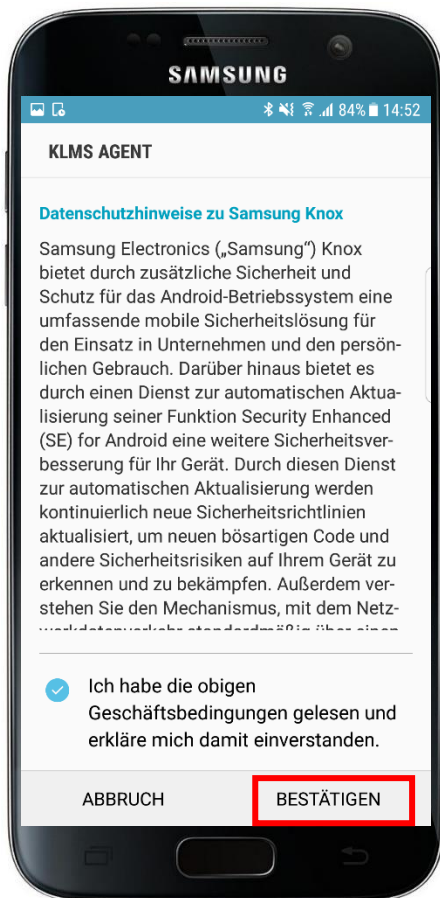 SAMSUNG
84% 14:52
KLMS AGENT
Datenschutzhinweise zu Samsung Knox
Samsung Electronics („Samsung“) Knox
bietet durch zusätzliche Sicherheit und
Schutz für das Android-Betriebssystem eine
umfassende mobile Sicherheitslösung für
den Einsatz in Unternehmen und den persön-
lichen Gebrauch. Darüber hinaus bietet es
durch einen Dienst zur automatischen Aktua-
lisierung seiner Funktion Security Enhanced
(SE) for Android eine weitere Sicherheitsver-
besserung für Ihr Gerät. Durch diesen Dienst
zur automatischen Aktualisierung werden
kontinuierlich neue Sicherheitsrichtlinien
aktualisiert, um neuen bösartigen Code und
andere Sicherheitsrisiken auf Ihrem Gerät zu
erkennen und zu bekämpfen. Außerdem ver-
stehen Sie den Mechanismus, mit dem Netz-
Ich habe die obigen
Geschäftsbedingungen gelesen und
erkläre mich damit einverstanden.
ABBRUCH BESTÄTIGEN